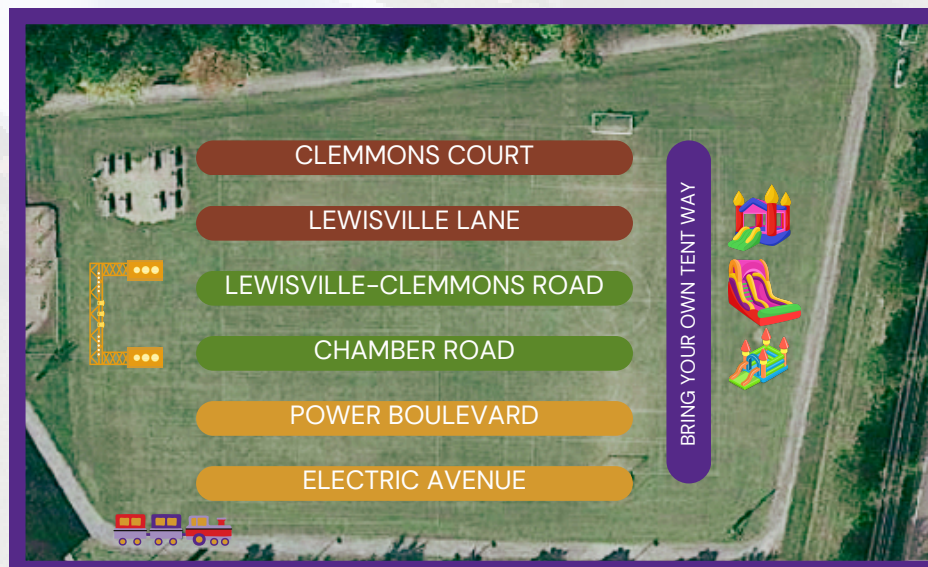 CLEMMONS COURT
LEWISVILLE LANE
LEWISVILLE-CLEMMONS ROAD
CHAMBER ROAD
POWER BOULEVARD
ELECTRIC AVENUE
BRING YOUR OWN TENT WAY